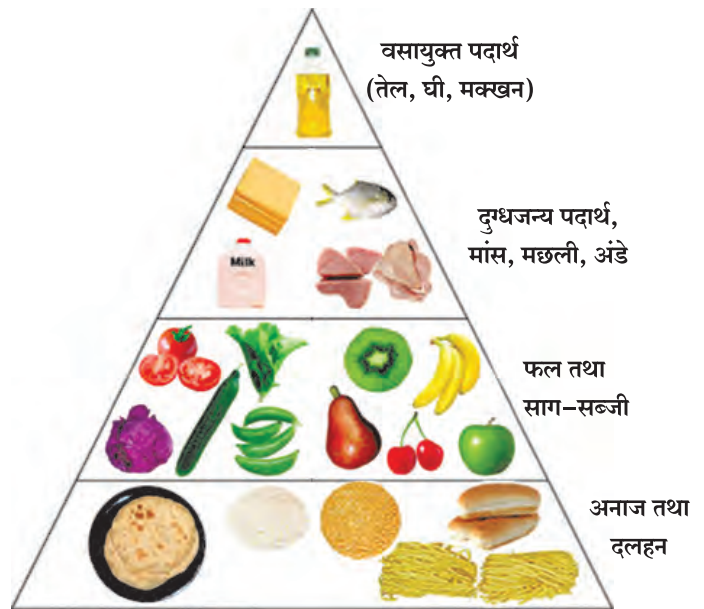 वसायुक्त पदार्थ
(तेल, घी, मक्खन)
दुग्धजन्य पदार्थ,
मांस, मछली, अंडे
Milk
फल तथा
साग-सब्जी
अनाज तथा
दलहन